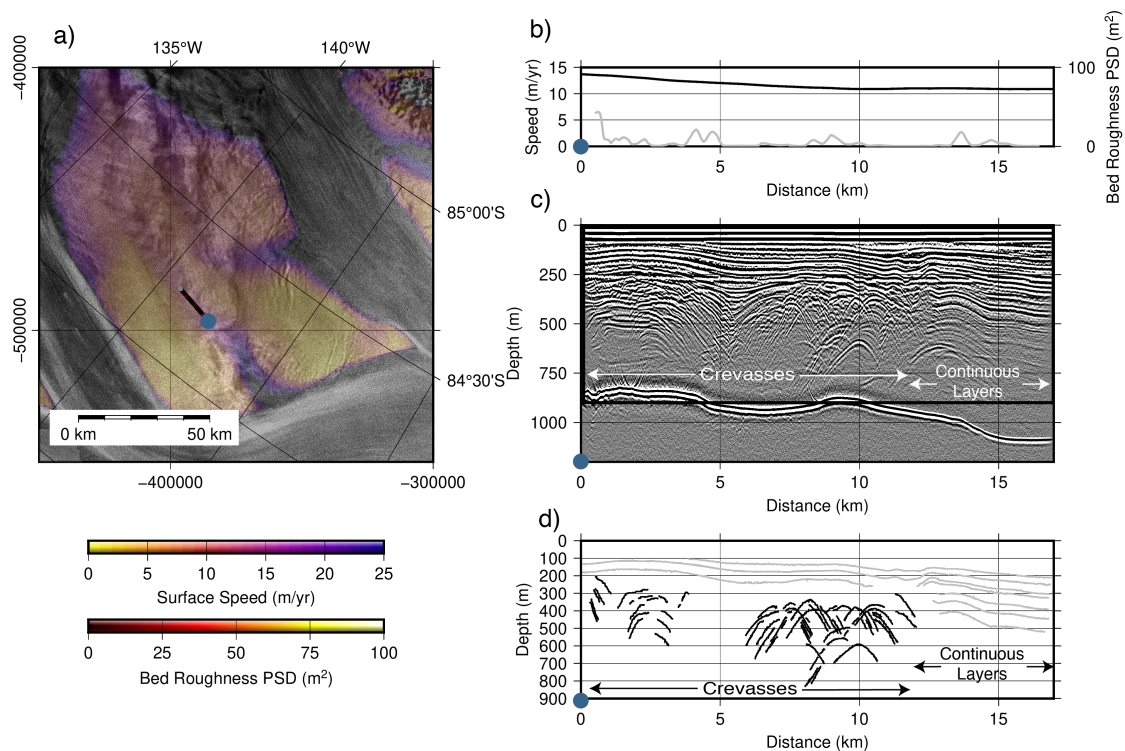 a)
135°W
140°W
−400000
−500000
85°00'S
84°30'S
0 km
50 km
−400000
−300000
0
5
10
15
20
25
Surface Speed (m/yr)
0
25
50
75
100
Bed Roughness PSD (m²)
b)
Speed (m/yr)
15
10
5
0
100
0
Bed Roughness PSD (m²)
0
5
10
15
Distance (km)
c)
Depth (m)
0
250
500
750
1000
Crevasses
Continuous
Layers
0
5
10
15
Distance (km)
d)
Depth (m)
0
100
200
300
400
500
600
700
800
900
Crevasses
Continuous
Layers
0
5
10
15
Distance (km)